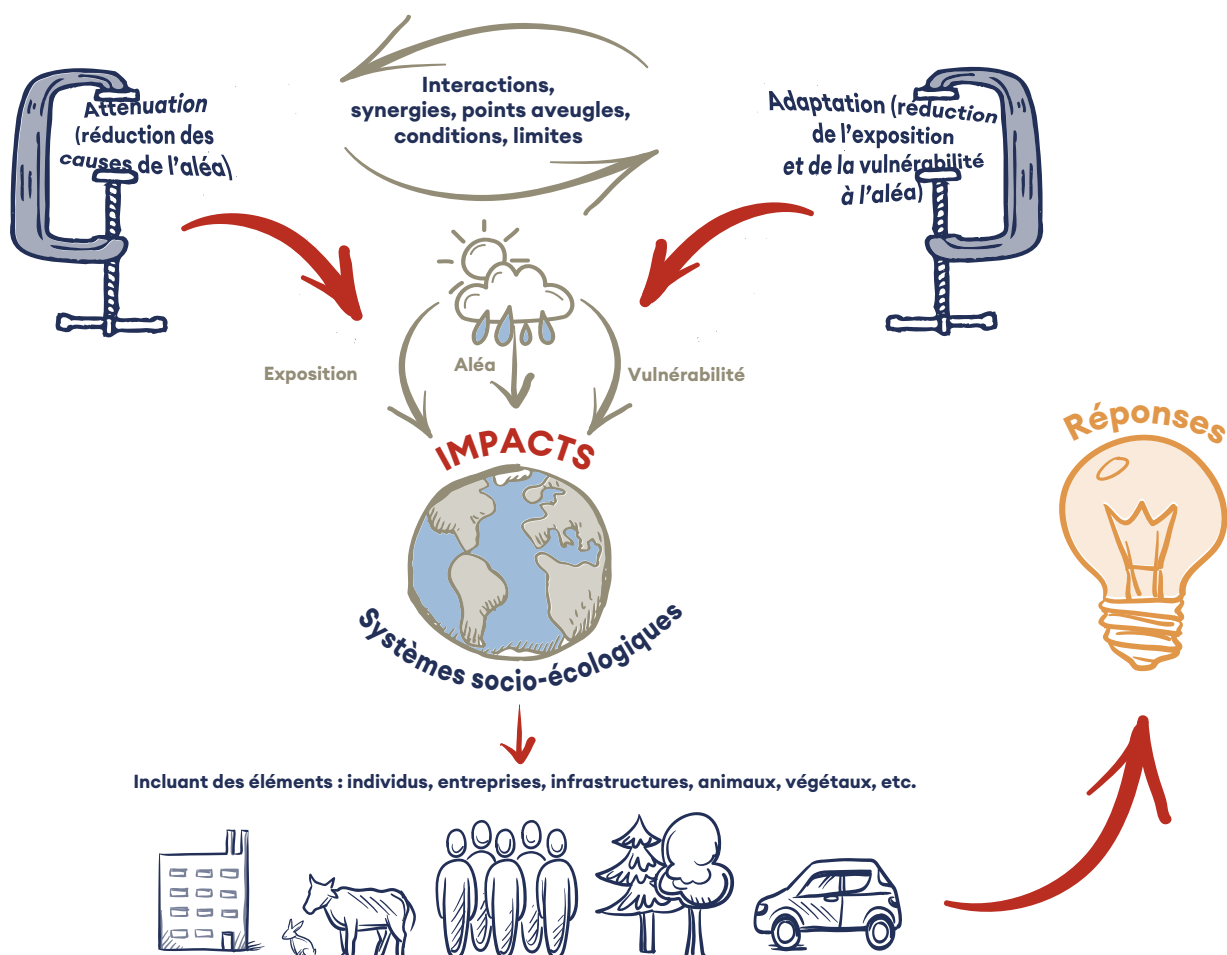 Interactions,
synergies, points aveugles,
conditions, limites
Atténuation
(réduction des
causes de l'aléa)
Adaptation (réduction
de l'exposition
et de la vulnérabilité
à l'aléa)
Exposition
Aléa
Vulnérabilité
IMPACTS
Systèmes socio-écologiques
Réponses
Incluant des éléments : individus, entreprises, infrastructures, animaux, végétaux, etc.